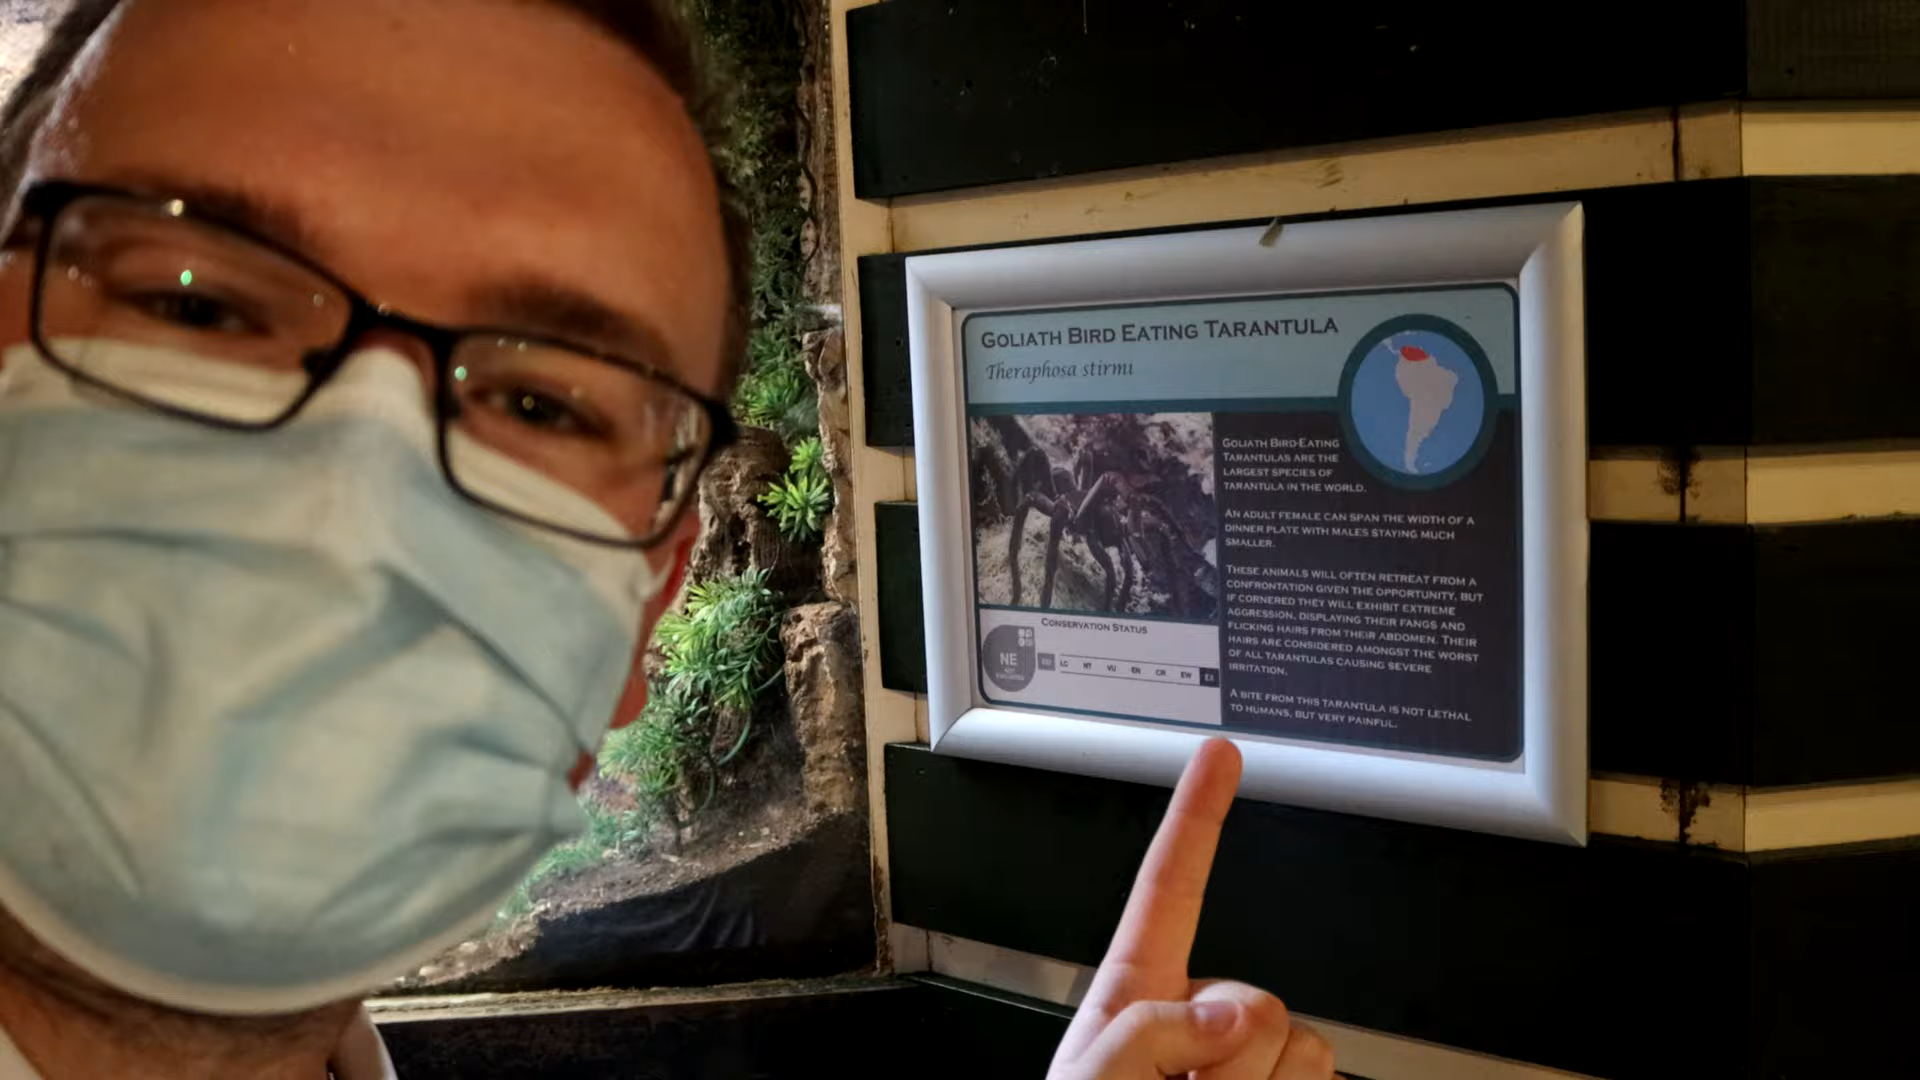 GOLIATH BIRD EATING TARANTULA
Theraphosa stirmi
GOLIATH BIRD-EATING
TARANTULAS ARE THE
LARGEST SPECIES OF
TARANTULA IN THE WORLD.
AN ADULT FEMALE CAN SPAN THE WIDTH OF A
DINNER PLATE WITH MALES STAYING MUCH
SMALLER.
THESE ANIMALS WILL OFTEN RETREAT FROM A
CONFRONTATION GIVEN THE OPPORTUNITY, BUT
IF CORNERED THEY WILL EXHIBIT EXTREME
AGGRESSION, DISPLAYING THEIR FANGS AND
FLICKING HAIRS FROM THEIR ABDOMEN. THEIR
HAIRS ARE CONSIDERED AMONGST THE WORST
OF ALL TARANTULAS CAUSING SEVERE
IRRITATION.
A BITE FROM THIS TARANTULA IS NOT LETHAL
TO HUMANS, BUT VERY PAINFUL.
CONSERVATION STATUS
NE
NOT
EVALUATED
DD LC NT VU EN CR EW EX